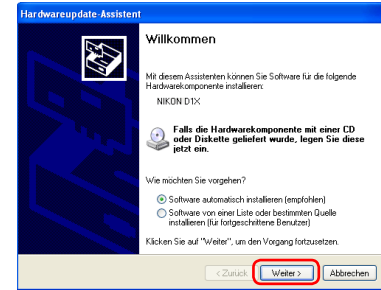 Hardwareupdate-Assistent
Willkommen
Mit diesem Assistenten können Sie Software für die folgende
Hardwarekomponente installieren:
NIKON D1X
Falls die Hardwarekomponente mit einer CD
oder Diskette geliefert wurde, legen Sie diese
jetzt ein.
Wie möchten Sie vorgehen?
Software automatisch installieren (empfohlen)
Software von einer Liste oder bestimmten Quelle
installieren (für fortgeschrittene Benutzer)
Klicken Sie auf "Weiter", um den Vorgang fortzusetzen.
< Zurück Weiter > Abbrechen